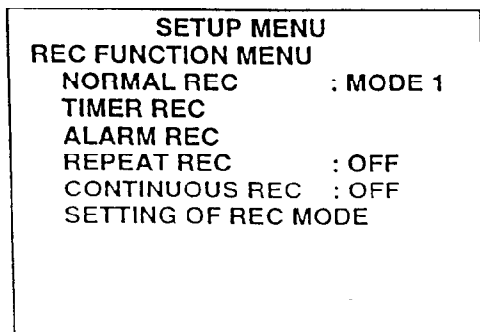 SETUP MENU
REC FUNCTION MENU
NORMAL REC : MODE 1
TIMER REC
ALARM REC
REPEAT REC : OFF
CONTINUOUS REC : OFF
SETTING OF REC MODE